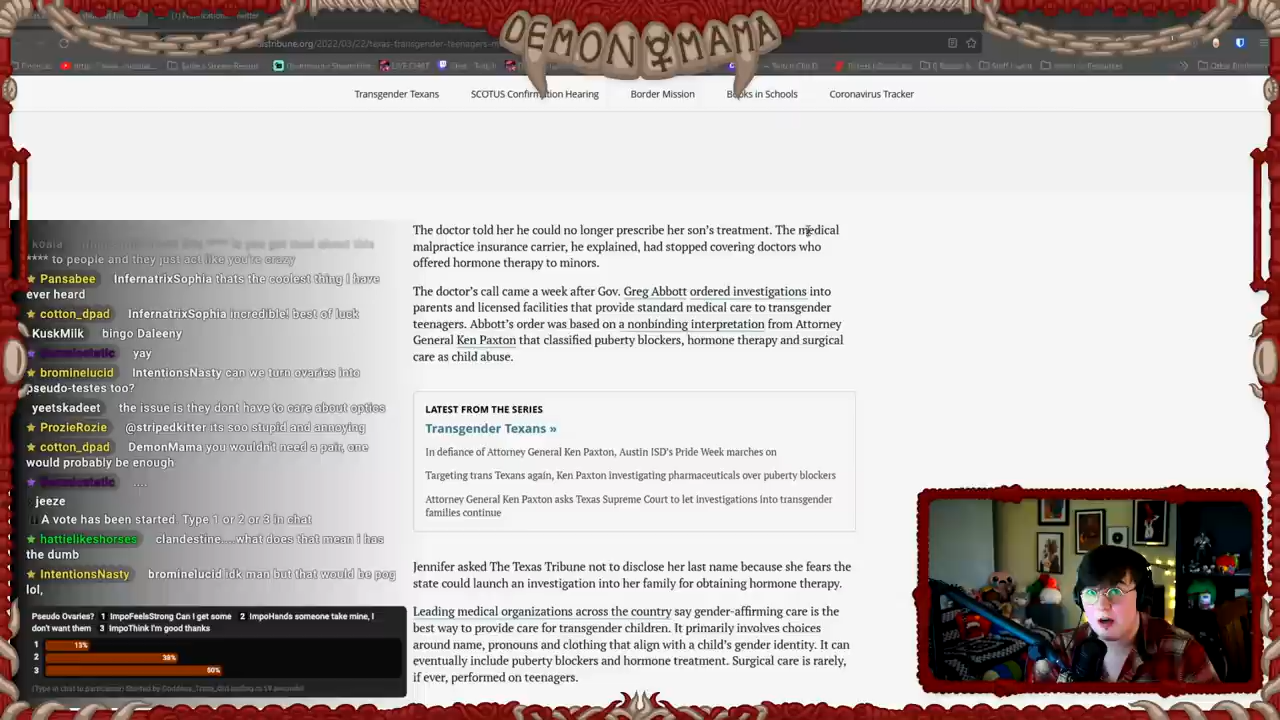 DEMON MAMA
tribune.org/2022/03/22/texas-transgender-teenagers-m
Transgender Texans SCOTUS Confirmation Hearing Border Mission Books in Schools Coronavirus Tracker
The doctor told her he could no longer prescribe her son's treatment. The medical
malpractice insurance carrier, he explained, had stopped covering doctors who
offered hormone therapy to minors.
The doctor's call came a week after Gov. Greg Abbott ordered investigations into
parents and licensed facilities that provide standard medical care to transgender
teenagers. Abbott's order was based on a nonbinding interpretation from Attorney
General Ken Paxton that classified puberty blockers, hormone therapy and surgical
care as child abuse.
LATEST FROM THE SERIES
Transgender Texans »
In defiance of Attorney General Ken Paxton, Austin ISD's Pride Week marches on
Targeting trans Texans again, Ken Paxton investigating pharmaceuticals over puberty blockers
Attorney General Ken Paxton asks Texas Supreme Court to let investigations into transgender
families continue
Jennifer asked The Texas Tribune not to disclose her last name because she fears the
state could launch an investigation into her family for obtaining hormone therapy.
Leading medical organizations across the country say gender-affirming care is the
best way to provide care for transgender children. It primarily involves choices
around name, pronouns and clothing that align with a child's gender identity. It can
eventually include puberty blockers and hormone treatment. Surgical care is rarely,
if ever, performed on teenagers.
koala you get about this
**** to people and they just act like you're crazy
Pansabee InfernatrixSophia thats the coolest thing I have
ever heard
cotton_dpad InfernatrixSophia incredible! best of luck
KuskMilk bingo Daleeny
yay
brominelucid IntentionsNasty can we turn ovaries into
pseudo-testes too?
yeetskadeet the issue is they dont have to care about optics
ProzieRozie @stripedkitter its soo stupid and annoying
cotton_dpad DemonMama you wouldn't need a pair, one
would probably be enough
....
jeeze
A vote has been started! Type 1 or 2 or 3 in chat
hattielikeshorses clandestine....what does that mean i has
the dumb
IntentionsNasty brominelucid idk man but that would be pog
lol,
Pseudo Ovaries? 1 ImpoFeelsStrong Can I get some 2 ImpoHands someone take mine, I
don't want them 3 ImpoThink I'm good thanks
1 13%
2 38%
3 50%